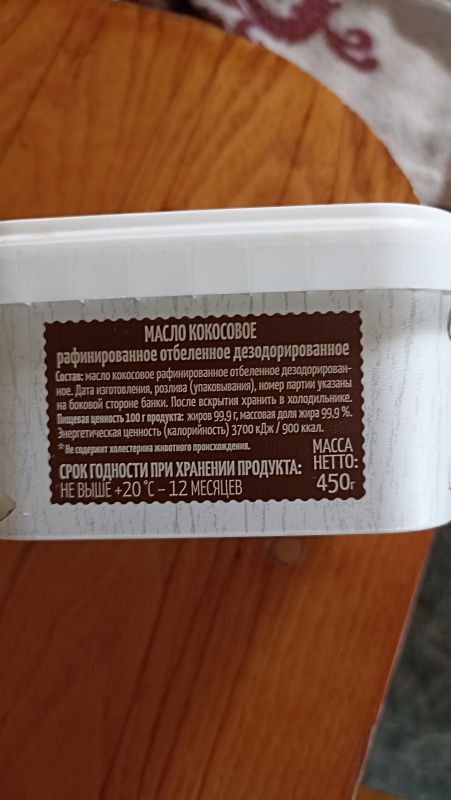 МАСЛО КОКОСОВОЕ
рафинированное отбеленное дезодорированное
Состав: масло кокосовое рафинированное отбеленное дезодорирован-
ное. Дата изготовления, розлива (упаковывания), номер партии указаны
на боковой стороне банки. После вскрытия хранить в холодильнике.
Пищевая ценность 100 г продукта: жиров 99,9 г, массовая доля жира 99.9 %.
Энергетическая ценность (калорийность) 3700 кДж / 900 ккал.
*Не содержит холестерина животного происхождения.
СРОК ГОДНОСТИ ПРИ ХРАНЕНИИ ПРОДУКТА:
НЕ ВЫШЕ +20 °С – 12 МЕСЯЦЕВ
МАССА
НЕТТО:
450г